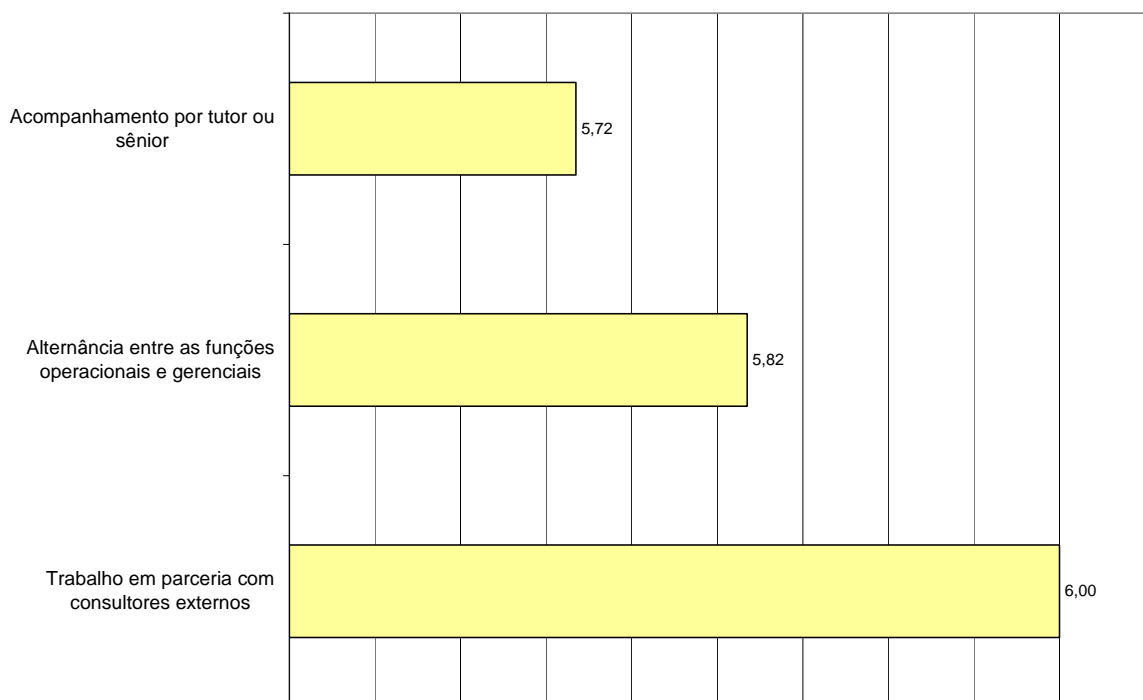 Acompanhamento por tutor ou
sênior
5,72
Alternância entre as funções
operacionais e gerenciais
5,82
Trabalho em parceria com
consultores externos
6,00